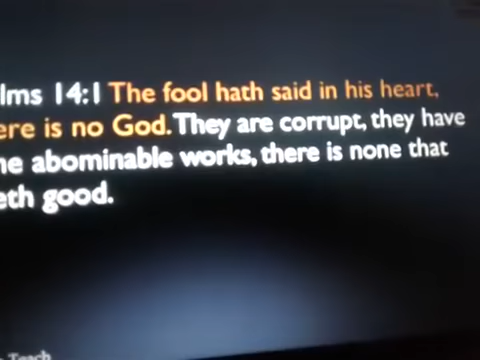 lms 14:1 The fool hath said in his heart,
ere is no God. They are corrupt, they have
ne abominable works, there is none that
eth good.
Teach